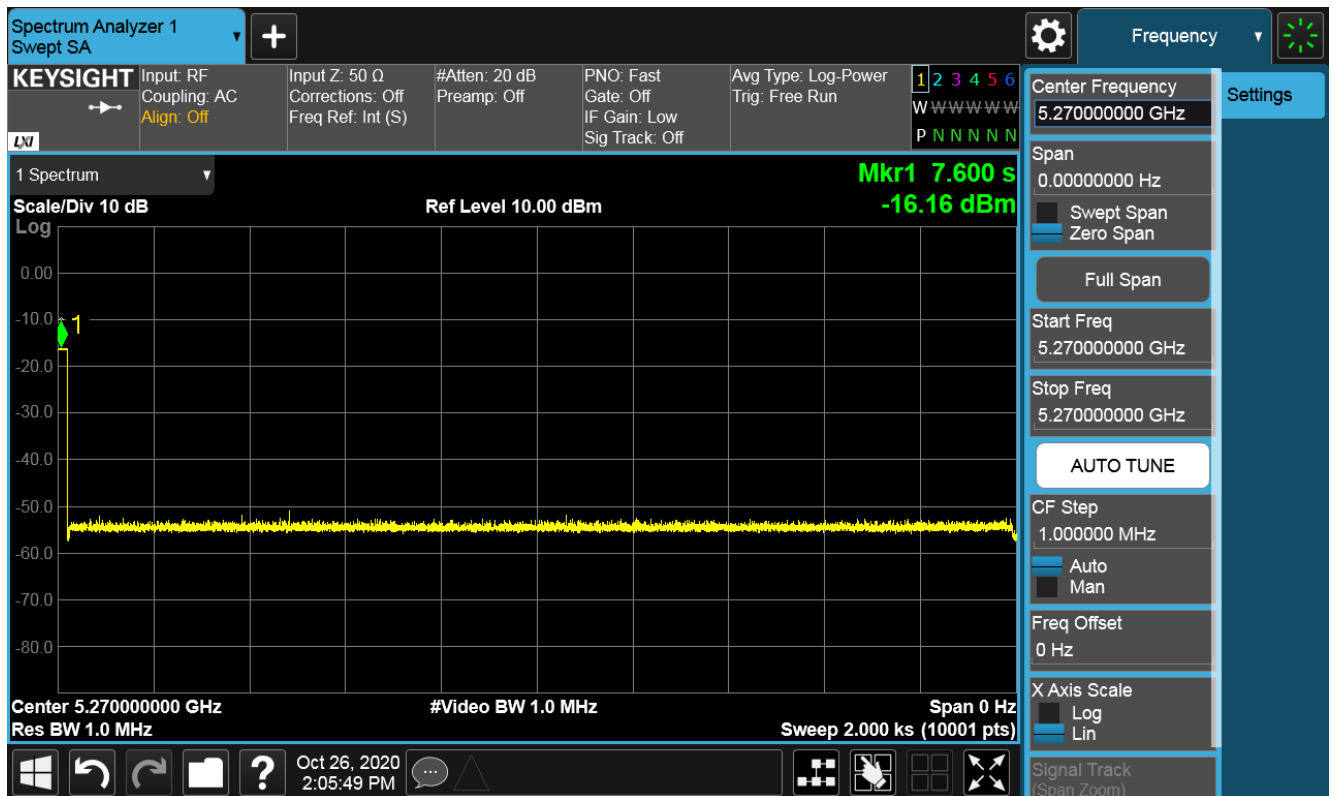 Spectrum Analyzer 1
Swept SA
Frequency
KEYSIGHT
LXI
Input: RF
Coupling: AC
Align: Off
Input Z: 50 Ω
Corrections: Off
Freq Ref: Int (S)
#Atten: 20 dB
Preamp: Off
PNO: Fast
Gate: Off
IF Gain: Low
Sig Track: Off
Avg Type: Log-Power
Trig: Free Run
1 2 3 4 5 6
W W W W W W
P N N N N N
Center Frequency
5.270000000 GHz
Settings
Span
0.00000000 Hz
Swept Span
Zero Span
Full Span
Start Freq
5.270000000 GHz
Stop Freq
5.270000000 GHz
AUTO TUNE
CF Step
1.000000 MHz
Auto
Man
Freq Offset
0 Hz
X Axis Scale
Log
Lin
Signal Track
(Span Zoom)
1 Spectrum
Mkr1 7.600 s
-16.16 dBm
Scale/Div 10 dB
Ref Level 10.00 dBm
Log
0.00
-10.0
1
-20.0
-30.0
-40.0
-50.0
-60.0
-70.0
-80.0
Center 5.270000000 GHz
#Video BW 1.0 MHz
Span 0 Hz
Res BW 1.0 MHz
Sweep 2.000 ks (10001 pts)
?
Oct 26, 2020
2:05:49 PM